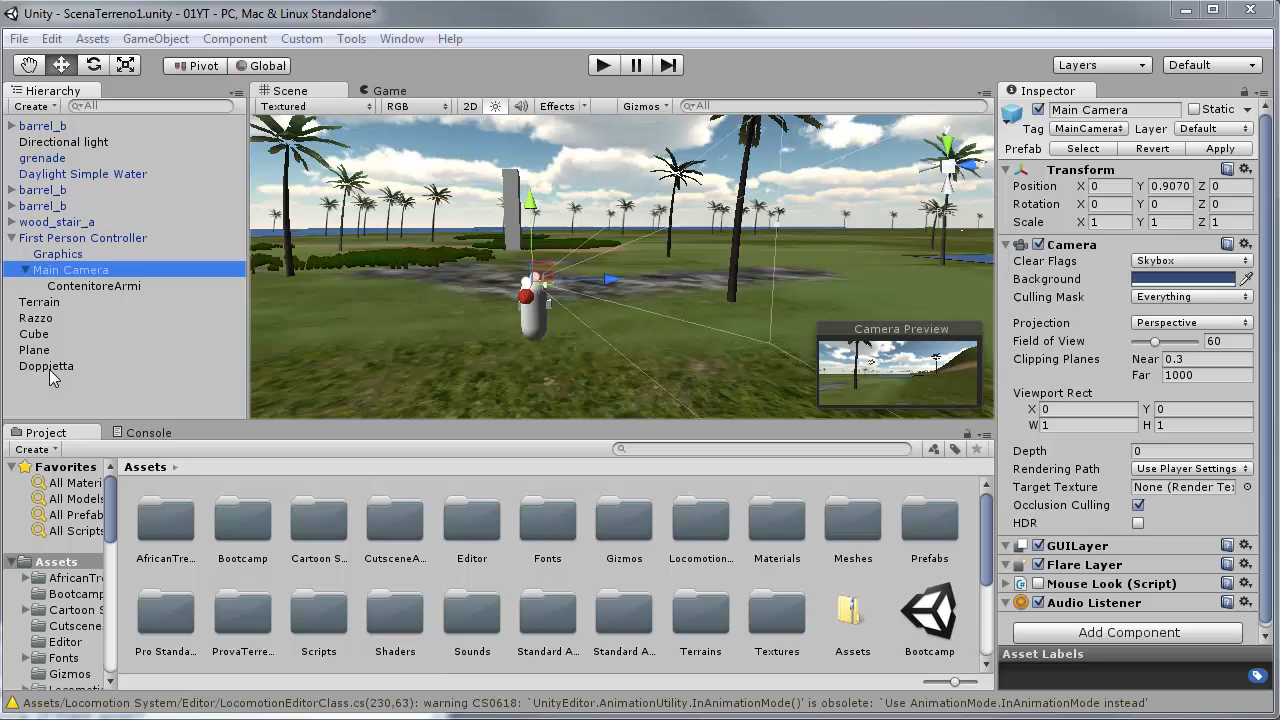 Unity - ScenaTerreno1.unity - 01YT - PC, Mac & Linux Standalone*
File Edit Assets GameObject Component Custom Tools Window Help
Pivot Global Layers Default
Hierarchy
Create All
barrel_b
Directional light
grenade
Daylight Simple Water
barrel_b
barrel_b
wood_stair_a
First Person Controller
Graphics
Main Camera
ContenitoreArmi
Terrain
Razzo
Cube
Plane
Doppietta
Scene Game
Textured RGB 2D Effects Gizmos All
y
Camera Preview
Inspector
Main Camera Static
Tag MainCamera Layer Default
Prefab Select Revert Apply
Transform
Position X 0 Y 0.9070 Z 0
Rotation X 0 Y 0 Z 0
Scale X 1 Y 1 Z 1
Camera
Clear Flags Skybox
Background
Culling Mask Everything
Projection Perspective
Field of View 60
Clipping Planes Near 0.3
Far 1000
Viewport Rect
X 0 Y 0
W 1 H 1
Depth 0
Rendering Path Use Player Settings
Target Texture None (Render Te
Occlusion Culling
HDR
GUILayer
Flare Layer
Mouse Look (Script)
Audio Listener
Add Component
Asset Labels
Project Console
Create
Favorites
All Materi
All Models
All Prefab
All Scripts
Assets
AfricanTre
Bootcamp
Cartoon S
Cutscene
Editor
Fonts
Gizmos
Assets
AfricanTre... Bootcamp Cartoon S... CutsceneA... Editor Fonts Gizmos Locomotion... Materials Meshes Prefabs
Pro Standa... ProvaTerre... Scripts Shaders Sounds Standard A... Standard A... Terrains Textures Assets Bootcamp
Assets/Locomotion System/Editor/LocomotionEditorClass.cs(230,63): warning CS0618: `UnityEditor.AnimationUtility.InAnimationMode()' is obsolete: `Use AnimationMode.InAnimationMode instead'